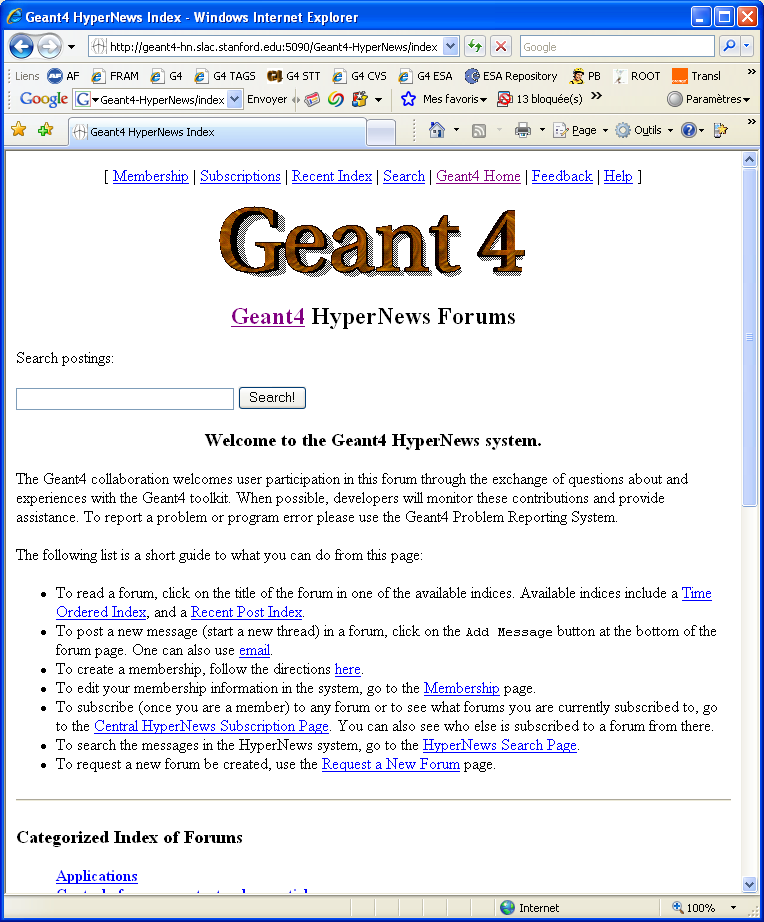 Geant4 HyperNews Index - Windows Internet Explorer
http://geant4-hn.slac.stanford.edu:5090/Geant4-HyperNews/index
Google
Liens AF FRAM G4 G4 TAGS G4 STT G4 CVS G4 ESA ESA Repository PB ROOT Transl »
Google G Geant4-HyperNews/index Envoyer Mes favoris 13 bloquée(s) » Paramètres
Geant4 HyperNews Index Page Outils »
[ Membership | Subscriptions | Recent Index | Search | Geant4 Home | Feedback | Help ]
Geant 4
Geant4 HyperNews Forums
Search postings:
Search!
Welcome to the Geant4 HyperNews system.
The Geant4 collaboration welcomes user participation in this forum through the exchange of questions about and
experiences with the Geant4 toolkit. When possible, developers will monitor these contributions and provide
assistance. To report a problem or program error please use the Geant4 Problem Reporting System.
The following list is a short guide to what you can do from this page:
• To read a forum, click on the title of the forum in one of the available indices. Available indices include a Time
Ordered Index, and a Recent Post Index.
• To post a new message (start a new thread) in a forum, click on the Add Message button at the bottom of the
forum page. One can also use email.
• To create a membership, follow the directions here.
• To edit your membership information in the system, go to the Membership page.
• To subscribe (once you are a member) to any forum or to see what forums you are currently subscribed to, go
to the Central HyperNews Subscription Page. You can also see who else is subscribed to a forum from there.
• To search the messages in the HyperNews system, go to the HyperNews Search Page.
• To request a new forum be created, use the Request a New Forum page.
Categorized Index of Forums
Applications
Internet 100%